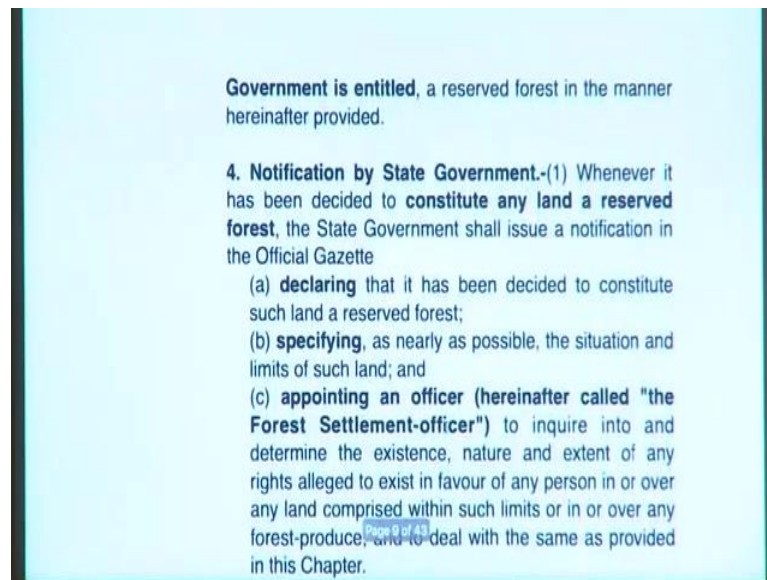 Government is entitled, a reserved forest in the manner
hereinafter provided.
4. Notification by State Government.-(1) Whenever it
has been decided to constitute any land a reserved
forest, the State Government shall issue a notification in
the Official Gazette
(a) declaring that it has been decided to constitute
such land a reserved forest;
(b) specifying, as nearly as possible, the situation and
limits of such land; and
(c) appointing an officer (hereinafter called "the
Forest Settlement-officer") to inquire into and
determine the existence, nature and extent of any
rights alleged to exist in favour of any person in or over
any land comprised within such limits or in or over any
forest-produce, and to deal with the same as provided
Page 9 of 43
in this Chapter.